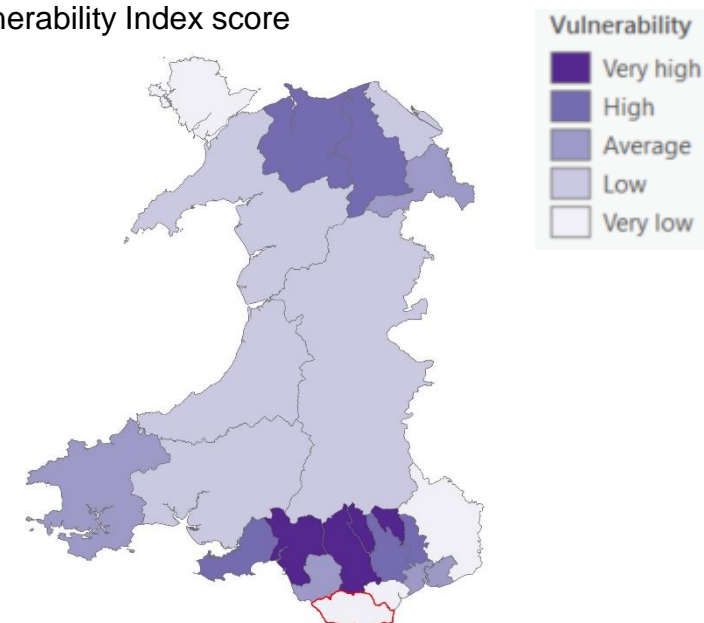 nerability Index score
Vulnerability
Very high
High
Average
Low
Very low